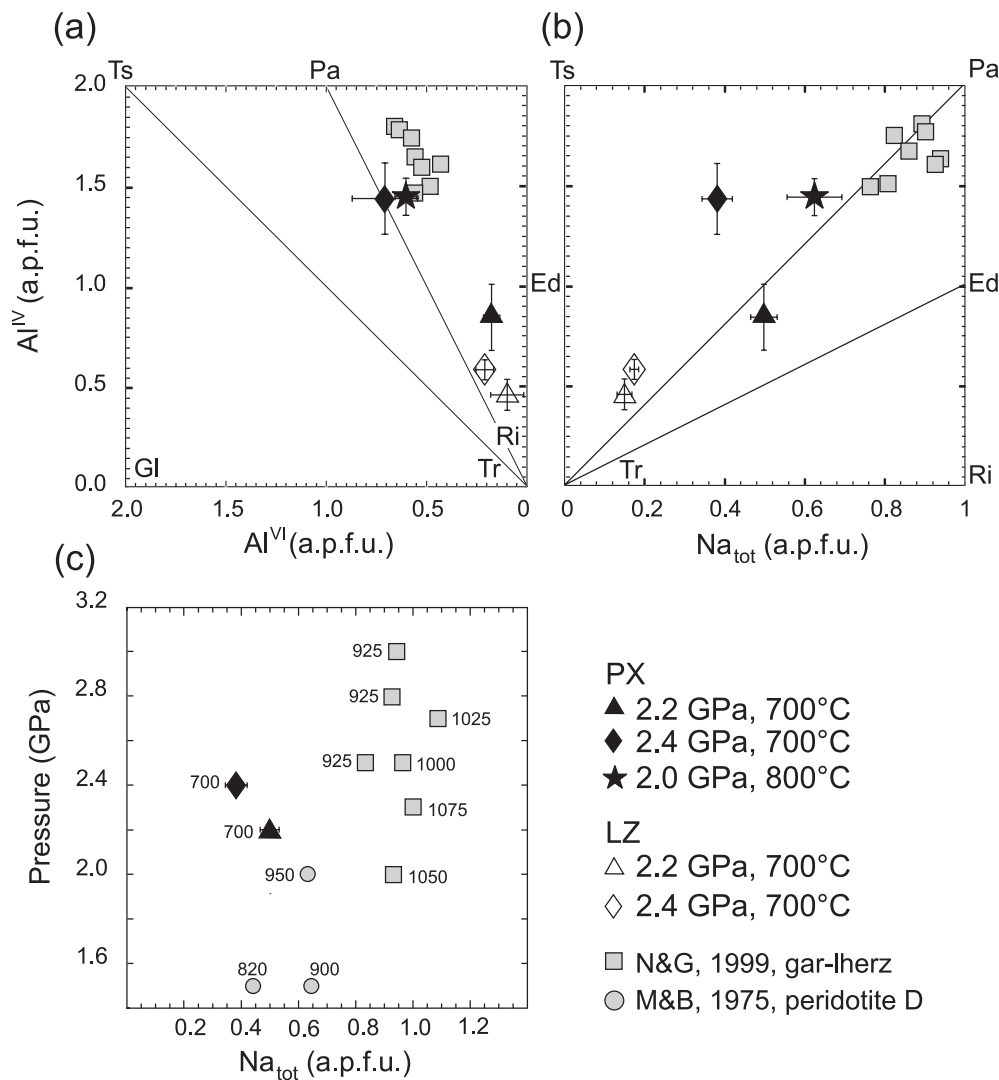 (a)
Ts
Pa
2.0
1.5
1.0
0.5
0.0
Al^IV (a.p.f.u.)
Ed
Ri
Gl
Tr
2.0
1.0
0.5
0
Al^VI (a.p.f.u.)
(b)
Ts
Pa
Ed
Tr
Ri
0
0.2
0.4
0.6
0.8
1
Na_tot (a.p.f.u.)
(c)
3.2
2.8
2.4
2.0
1.6
Pressure (GPa)
925
925
1025
925
1000
1075
1050
700
700
950
820
900
0.2
0.4
0.6
0.8
1.0
1.2
Na_tot (a.p.f.u.)
PX
2.2 GPa, 700°C
2.4 GPa, 700°C
2.0 GPa, 800°C
LZ
2.2 GPa, 700°C
2.4 GPa, 700°C
N&G, 1999, gar-lherz
M&B, 1975, peridotite D